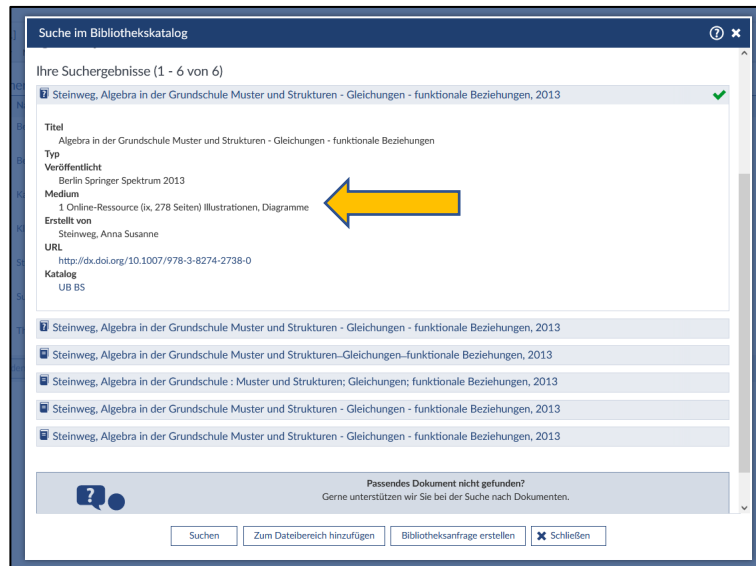 Suche im Bibliothekskatalog
Ihre Suchergebnisse (1 - 6 von 6)
Steinweg, Algebra in der Grundschule Muster und Strukturen - Gleichungen - funktionale Beziehungen, 2013
Titel
Algebra in der Grundschule Muster und Strukturen - Gleichungen - funktionale Beziehungen
Typ
Veröffentlicht
Berlin Springer Spektrum 2013
Medium
1 Online-Ressource (ix, 278 Seiten) Illustrationen, Diagramme
Erstellt von
Steinweg, Anna Susanne
URL
http://dx.doi.org/10.1007/978-3-8274-2738-0
Katalog
UB BS
Steinweg, Algebra in der Grundschule Muster und Strukturen - Gleichungen - funktionale Beziehungen, 2013
Steinweg, Algebra in der Grundschule Muster und Strukturen–Gleichungen–funktionale Beziehungen, 2013
Steinweg, Algebra in der Grundschule : Muster und Strukturen; Gleichungen; funktionale Beziehungen, 2013
Steinweg, Algebra in der Grundschule Muster und Strukturen - Gleichungen - funktionale Beziehungen, 2013
Steinweg, Algebra in der Grundschule Muster und Strukturen - Gleichungen - funktionale Beziehungen, 2013
Passendes Dokument nicht gefunden?
Gerne unterstützen wir Sie bei der Suche nach Dokumenten.
Suchen Zum Dateibereich hinzufügen Bibliotheksanfrage erstellen Schließen